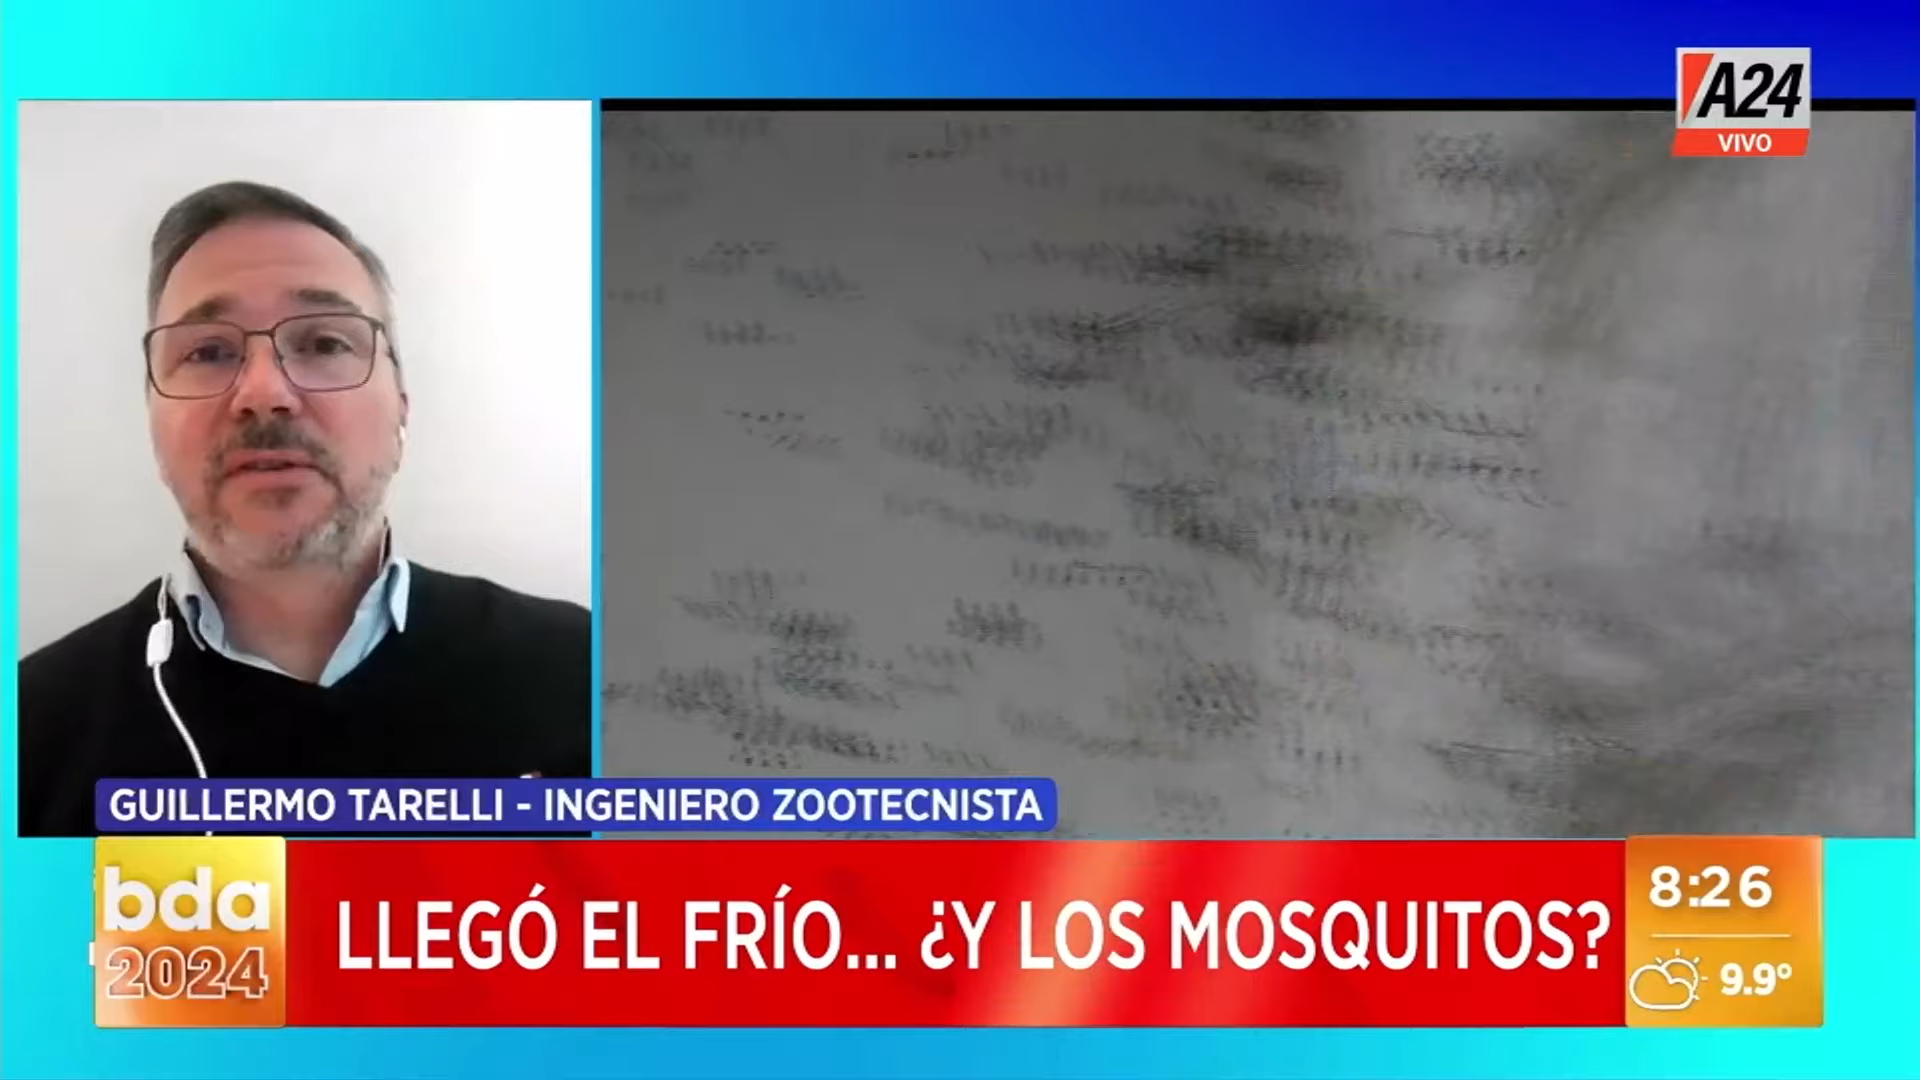 A24
VIVO
GUILLERMO TARELLI - INGENIERO ZOOTECNISTA
bda
2024
LLEGÓ EL FRÍO... ¿Y LOS MOSQUITOS?
8:26
9.9°